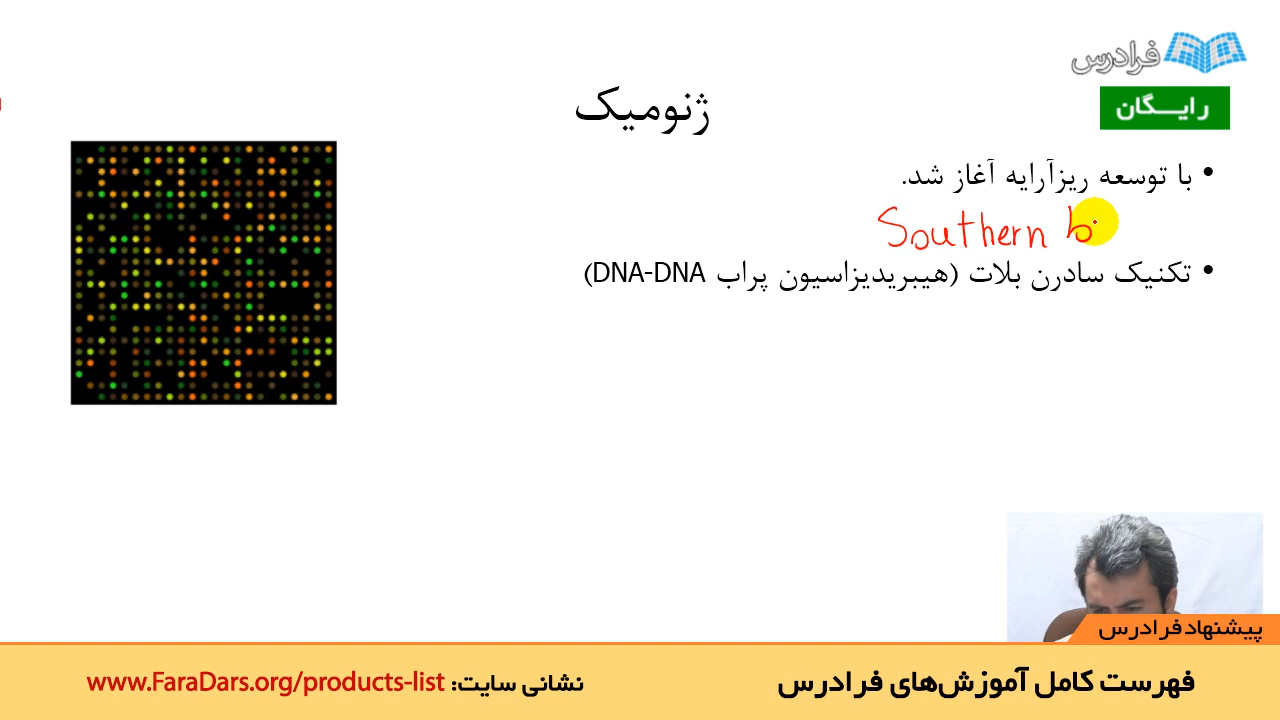 فرادرس
رایـــگان
ژنومیک
• با توسعه ریزآرایه آغاز شد.
Southern b
• تکنیک سادرن بلات (هیبریدیزاسیون پراب DNA-DNA)
پیشنهاد فرادرس
فهرست کامل آموزش‌های فرادرس
نشانی سایت: www.FaraDars.org/products-list